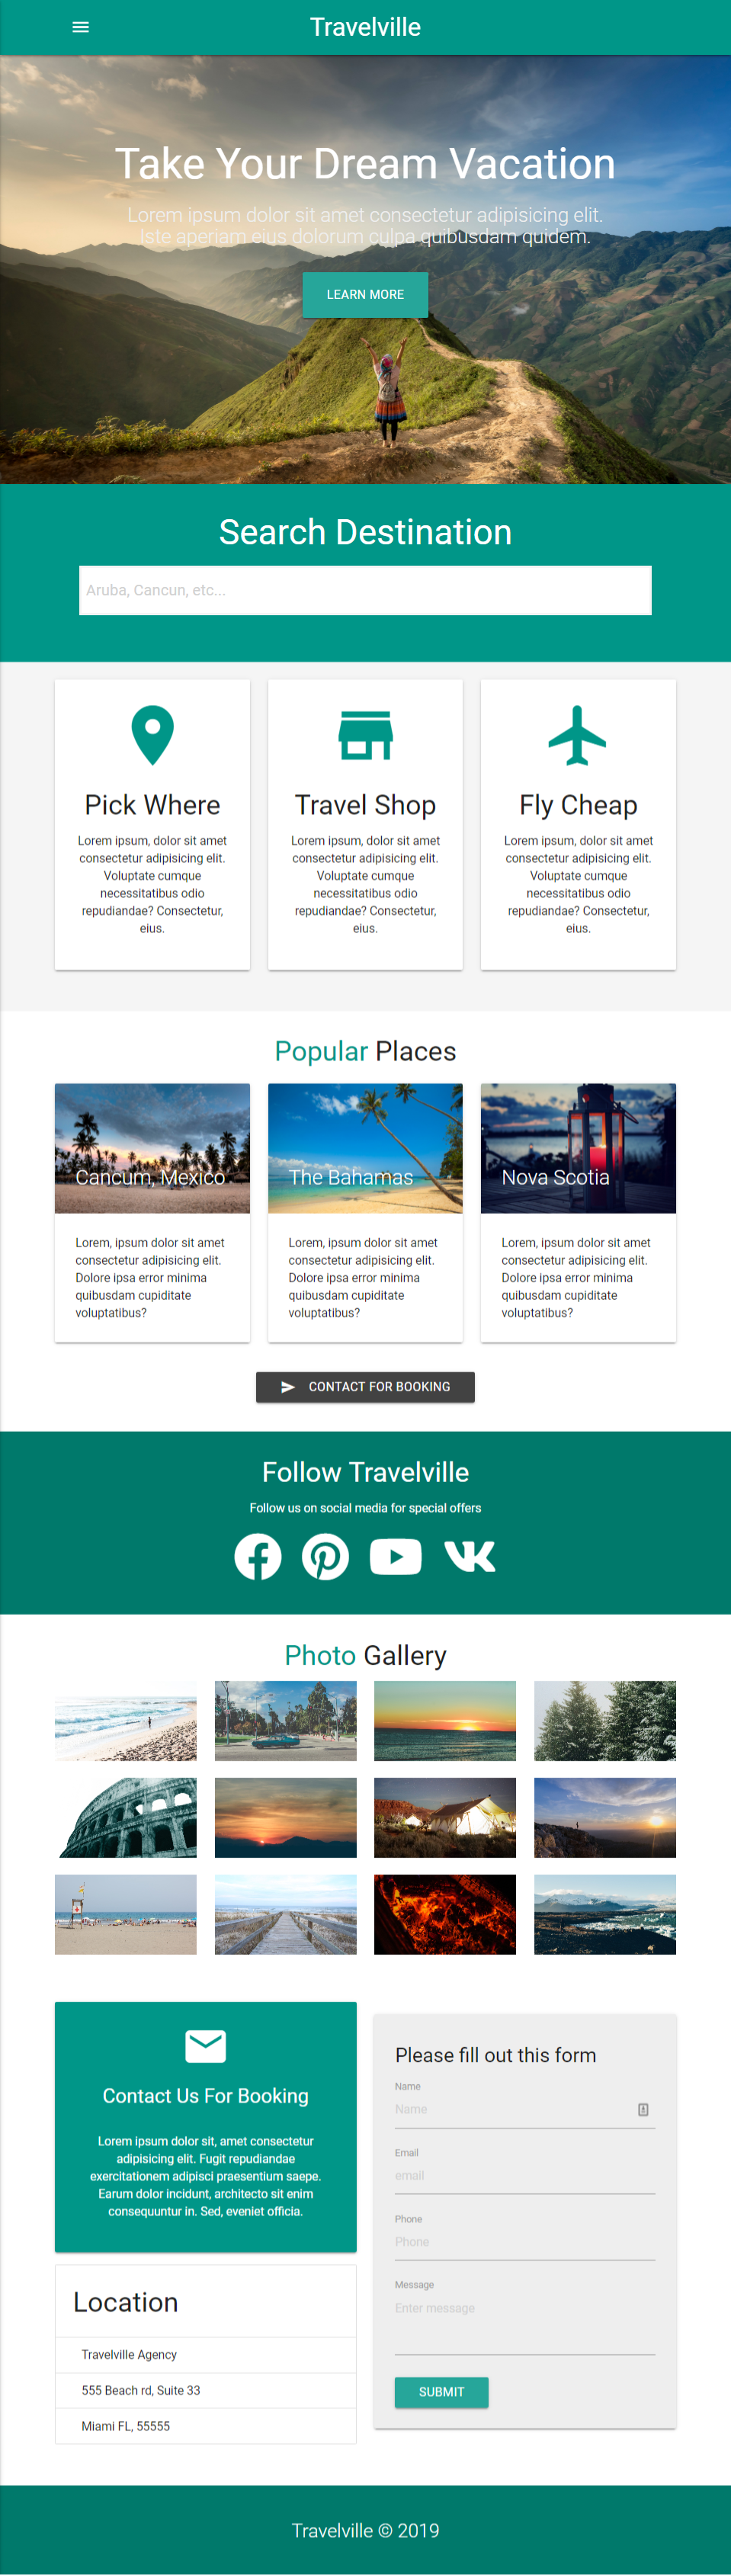 Travelville
Take Your Dream Vacation
Lorem ipsum dolor sit amet consectetur adipisicing elit.
Iste aperiam eius dolorum culpa quibusdam quidem.
LEARN MORE
Search Destination
Aruba, Cancun, etc...
Pick Where
Lorem ipsum, dolor sit amet
consectetur adipisicing elit.
Voluptate cumque
necessitatibus odio
repudiandae? Consectetur,
eius.
Travel Shop
Lorem ipsum, dolor sit amet
consectetur adipisicing elit.
Voluptate cumque
necessitatibus odio
repudiandae? Consectetur,
eius.
Fly Cheap
Lorem ipsum, dolor sit amet
consectetur adipisicing elit.
Voluptate cumque
necessitatibus odio
repudiandae? Consectetur,
eius.
Popular Places
Cancum, Mexico
Lorem, ipsum dolor sit amet
consectetur adipisicing elit.
Dolore ipsa error minima
quibusdam cupiditate
voluptatibus?
The Bahamas
Lorem, ipsum dolor sit amet
consectetur adipisicing elit.
Dolore ipsa error minima
quibusdam cupiditate
voluptatibus?
Nova Scotia
Lorem, ipsum dolor sit amet
consectetur adipisicing elit.
Dolore ipsa error minima
quibusdam cupiditate
voluptatibus?
CONTACT FOR BOOKING
Follow Travelville
Follow us on social media for special offers
Photo Gallery
Contact Us For Booking
Lorem ipsum dolor sit, amet consectetur
adipisicing elit. Fugit repudiandae
exercitationem adipisci praesentium saepe.
Earum dolor incidunt, architecto sit enim
consequuntur in. Sed, eveniet officia.
Location
Travelville Agency
555 Beach rd, Suite 33
Miami FL, 55555
Please fill out this form
Name
Name
Email
email
Phone
Phone
Message
Enter message
SUBMIT
Travelville © 2019